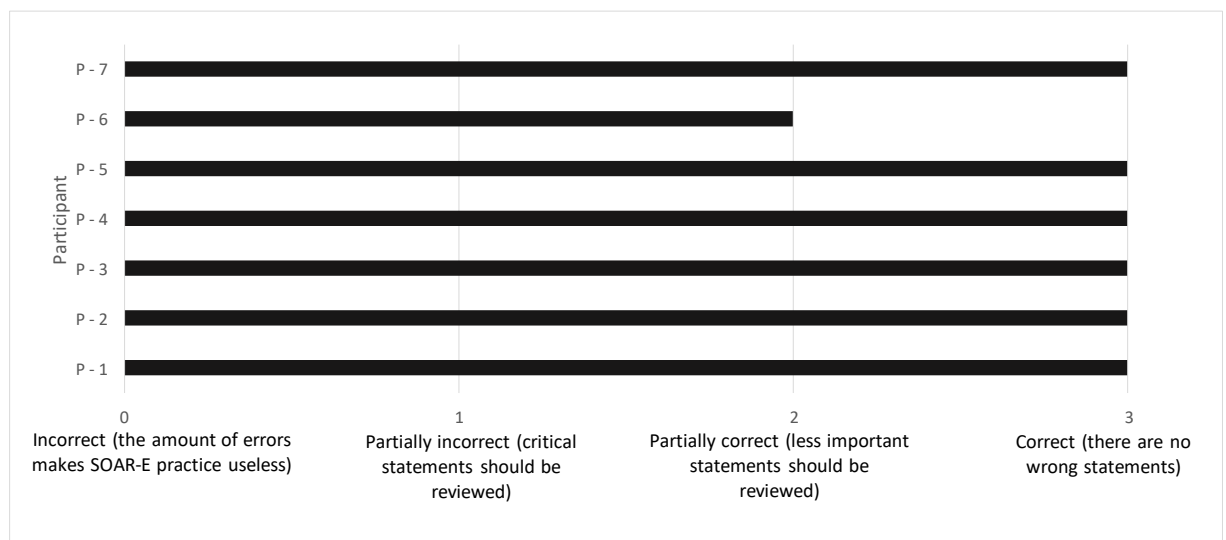 Participant
P - 7
P - 6
P - 5
P - 4
P - 3
P - 2
P - 1
0
1
2
3
Incorrect (the amount of errors
makes SOAR-E practice useless)
Partially incorrect (critical
statements should be
reviewed)
Partially correct (less important
statements should be
reviewed)
Correct (there are no
wrong statements)